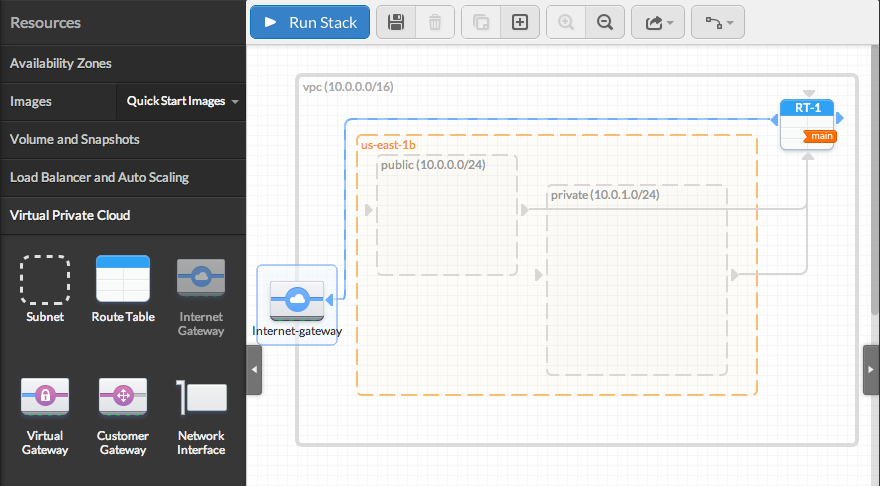 Resources
Run Stack
Availability Zones
Images
Quick Start Images
Volume and Snapshots
Load Balancer and Auto Scaling
Virtual Private Cloud
Subnet
Route Table
Internet
Gateway
Virtual
Gateway
Customer
Gateway
Network
Interface
vpc (10.0.0.0/16)
RT-1
main
us-east-1b
public (10.0.0.0/24)
private (10.0.1.0/24)
Internet-gateway